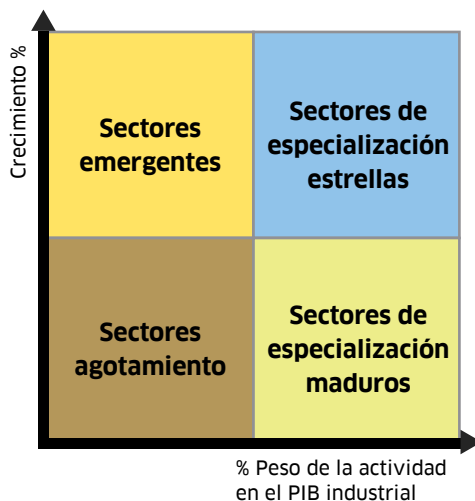 Crecimiento %
Sectores
emergentes
Sectores de
especialización
estrellas
Sectores
agotamiento
Sectores de
especialización
maduros
% Peso de la actividad
en el PIB industrial